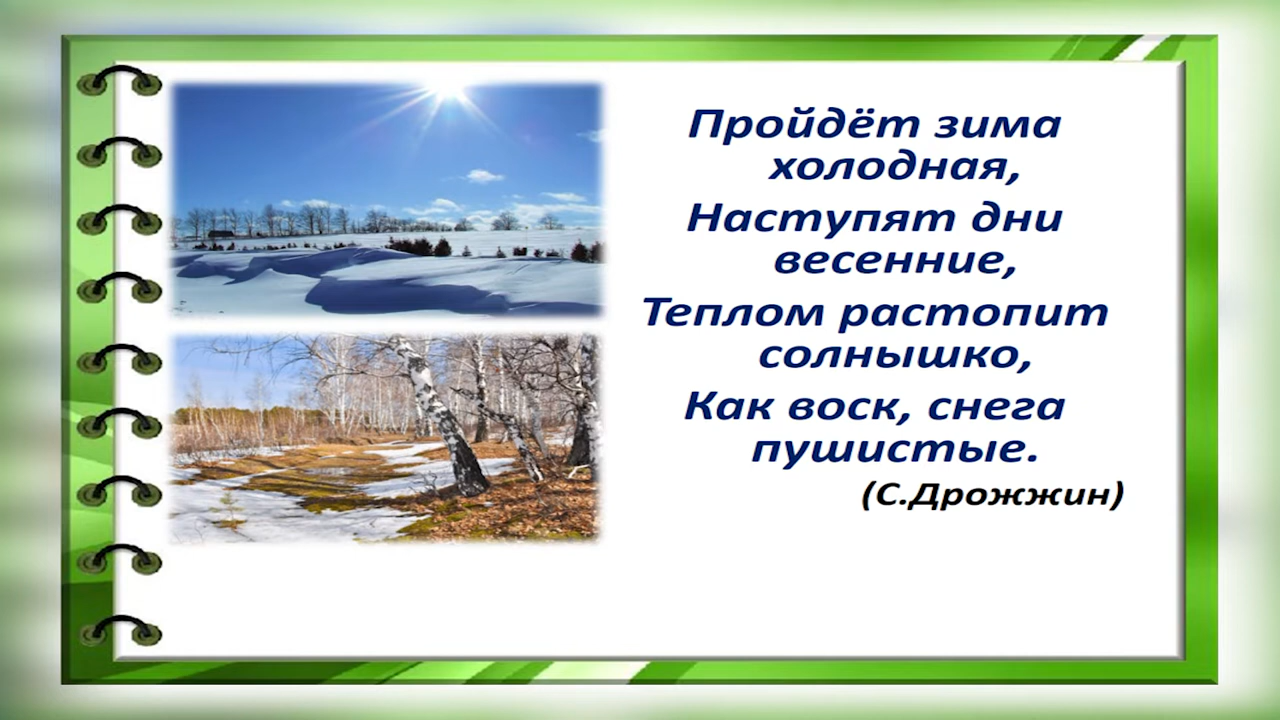 Пройдёт зима
холодная,
Наступят дни
весенние,
Теплом растопит
солнышко,
Как воск, снега
пушистые.
(С.Дрожжин)